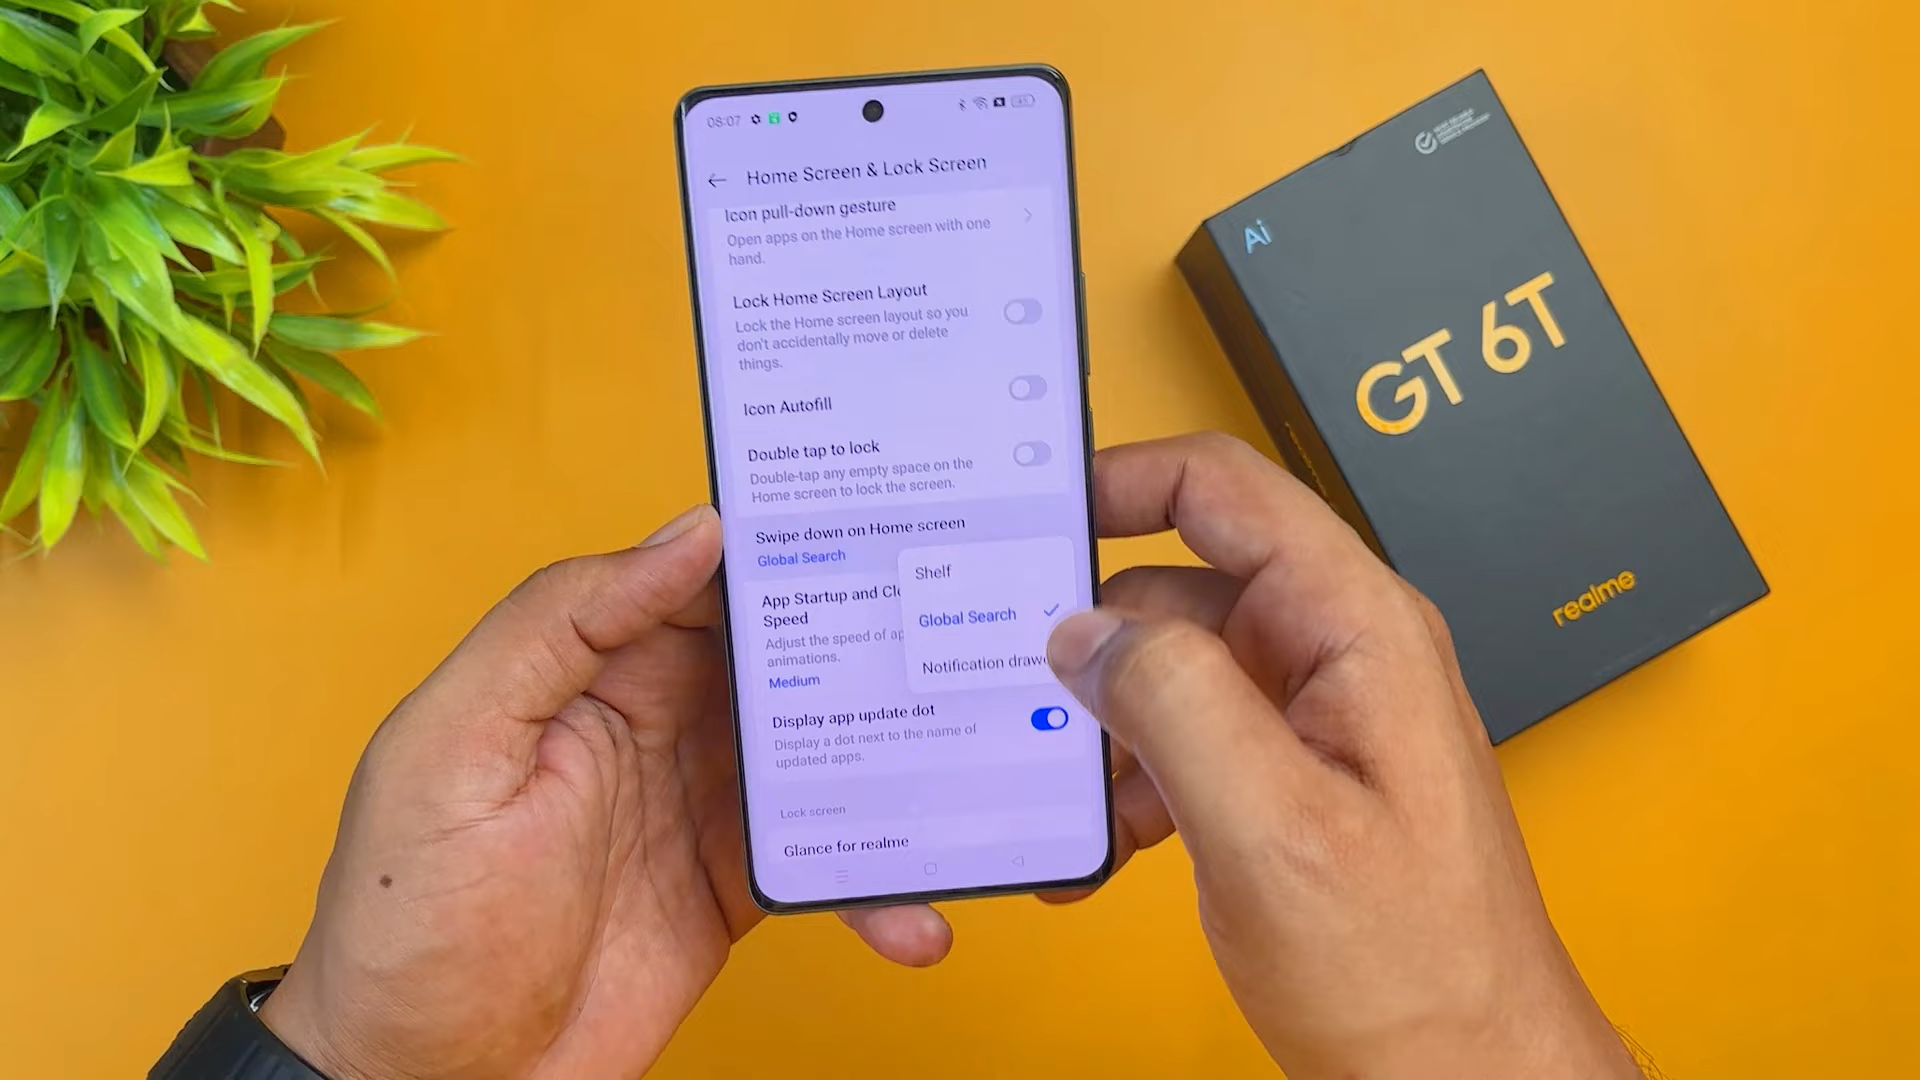 08:07
Home Screen & Lock Screen
Icon pull-down gesture
Open apps on the Home screen with one
hand.
Lock Home Screen Layout
Lock the Home screen layout so you
don't accidentally move or delete
things.
Icon Autofill
Double tap to lock
Double-tap any empty space on the
Home screen to lock the screen.
Swipe down on Home screen
Global Search
Shelf
Global Search
Notification drawe
App Startup and Clo
Speed
Adjust the speed of ap
animations.
Medium
Display app update dot
Display a dot next to the name of
updated apps.
Lock screen
Glance for realme
Ai
GT 6T
realme